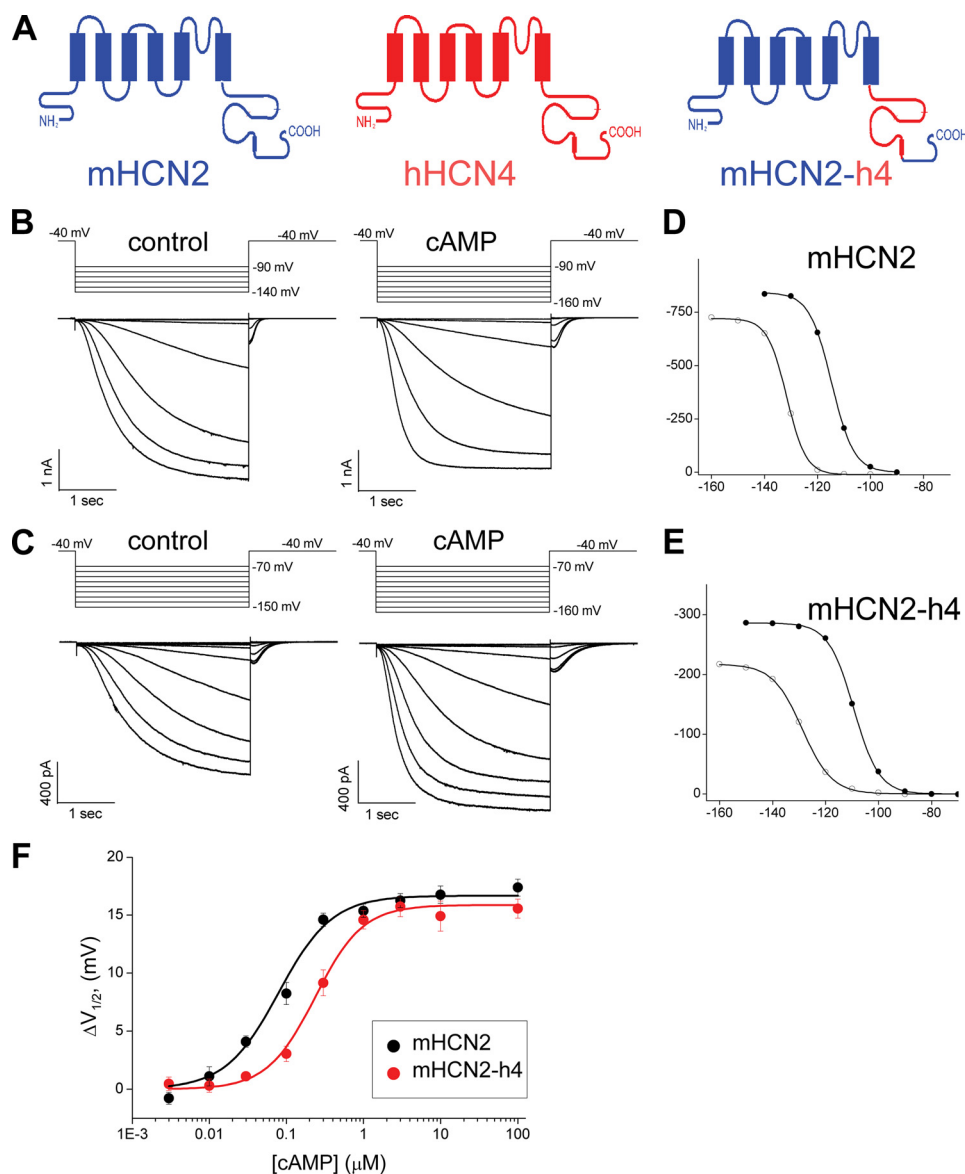 A
NH2
COOH
mHCN2
NH2
COOH
hHCN4
NH2
COOH
mHCN2-h4
B
-40 mV
control
-40 mV
-90 mV
-140 mV
1 nA
1 sec
-40 mV
cAMP
-40 mV
-90 mV
-160 mV
1 nA
1 sec
D
mHCN2
-750
-500
-250
0
-160 -140 -120 -100 -80
C
-40 mV
control
-40 mV
-70 mV
-150 mV
400 pA
1 sec
-40 mV
cAMP
-40 mV
-70 mV
-160 mV
400 pA
1 sec
E
mHCN2-h4
-300
-200
-100
0
-160 -140 -120 -100 -80
F
20
15
10
5
0
ΔV1/2, (mV)
mHCN2
mHCN2-h4
1E-3 0.01 0.1 1 10 100
[cAMP] (μM)